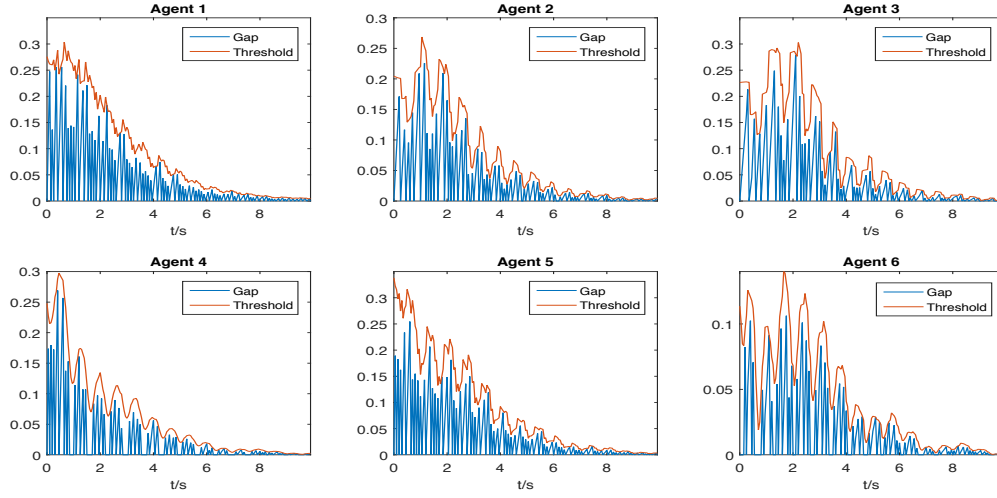 Agent 1
0.3
0.25
0.2
0.15
0.1
0.05
0
Gap
Threshold
0 2 4 6 8
t/s
Agent 2
0.3
0.25
0.2
0.15
0.1
0.05
0
Gap
Threshold
0 2 4 6 8
t/s
Agent 3
0.3
0.25
0.2
0.15
0.1
0.05
0
Gap
Threshold
0 2 4 6 8
t/s
Agent 4
0.3
0.25
0.2
0.15
0.1
0.05
0
Gap
Threshold
0 2 4 6 8
t/s
Agent 5
0.3
0.25
0.2
0.15
0.1
0.05
0
Gap
Threshold
0 2 4 6 8
t/s
Agent 6
0.1
0.05
0
Gap
Threshold
0 2 4 6 8
t/s